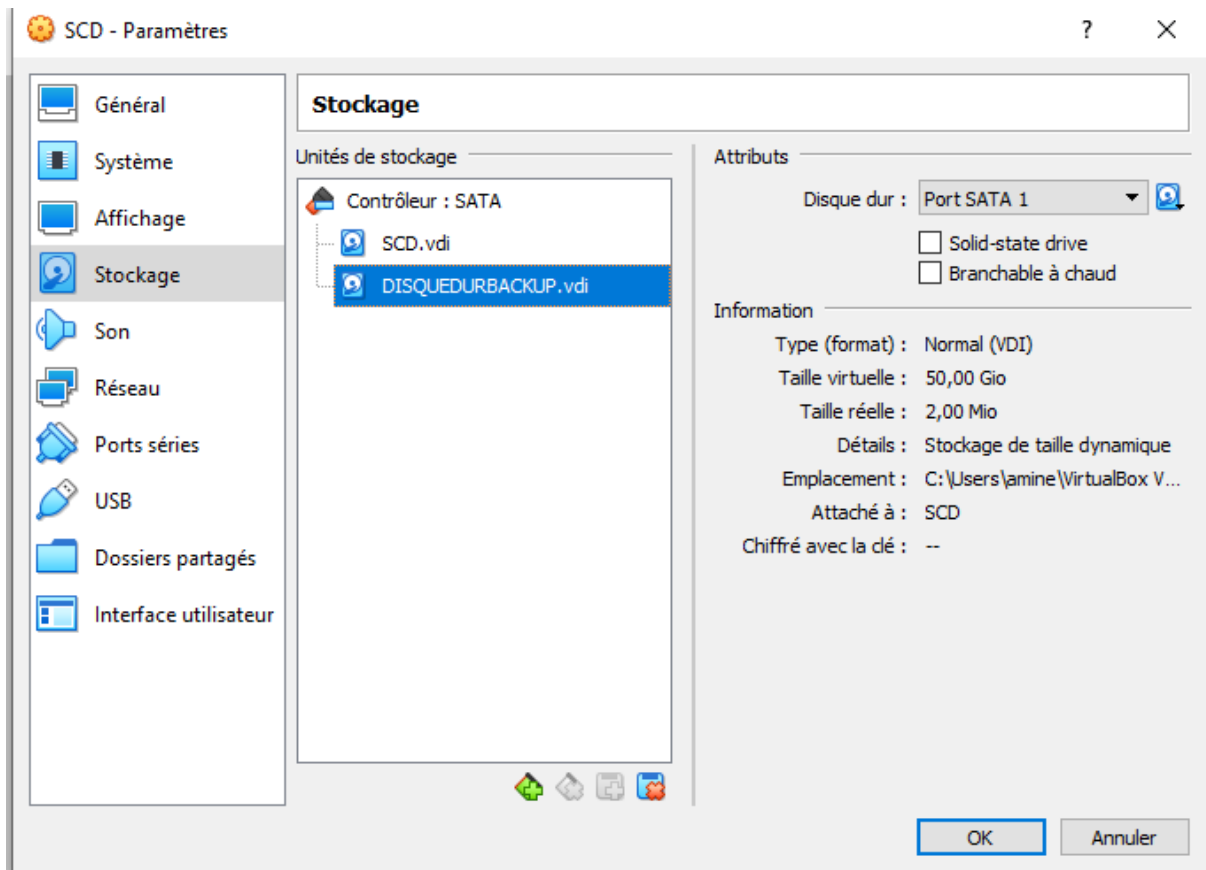 SCD - Paramètres
?
Général
Système
Affichage
Stockage
Son
Réseau
Ports séries
USB
Dossiers partagés
Interface utilisateur
Stockage
Unités de stockage
Contrôleur : SATA
SCD.vdi
DISQUEDURBACKUP.vdi
Attributs
Disque dur : Port SATA 1
Solid-state drive
Branchable à chaud
Information
Type (format) : Normal (VDI)
Taille virtuelle : 50,00 Gio
Taille réelle : 2,00 Mio
Détails : Stockage de taille dynamique
Emplacement : C:\Users\amine\VirtualBox V...
Attaché à : SCD
Chiffré avec la clé : --
OK
Annuler